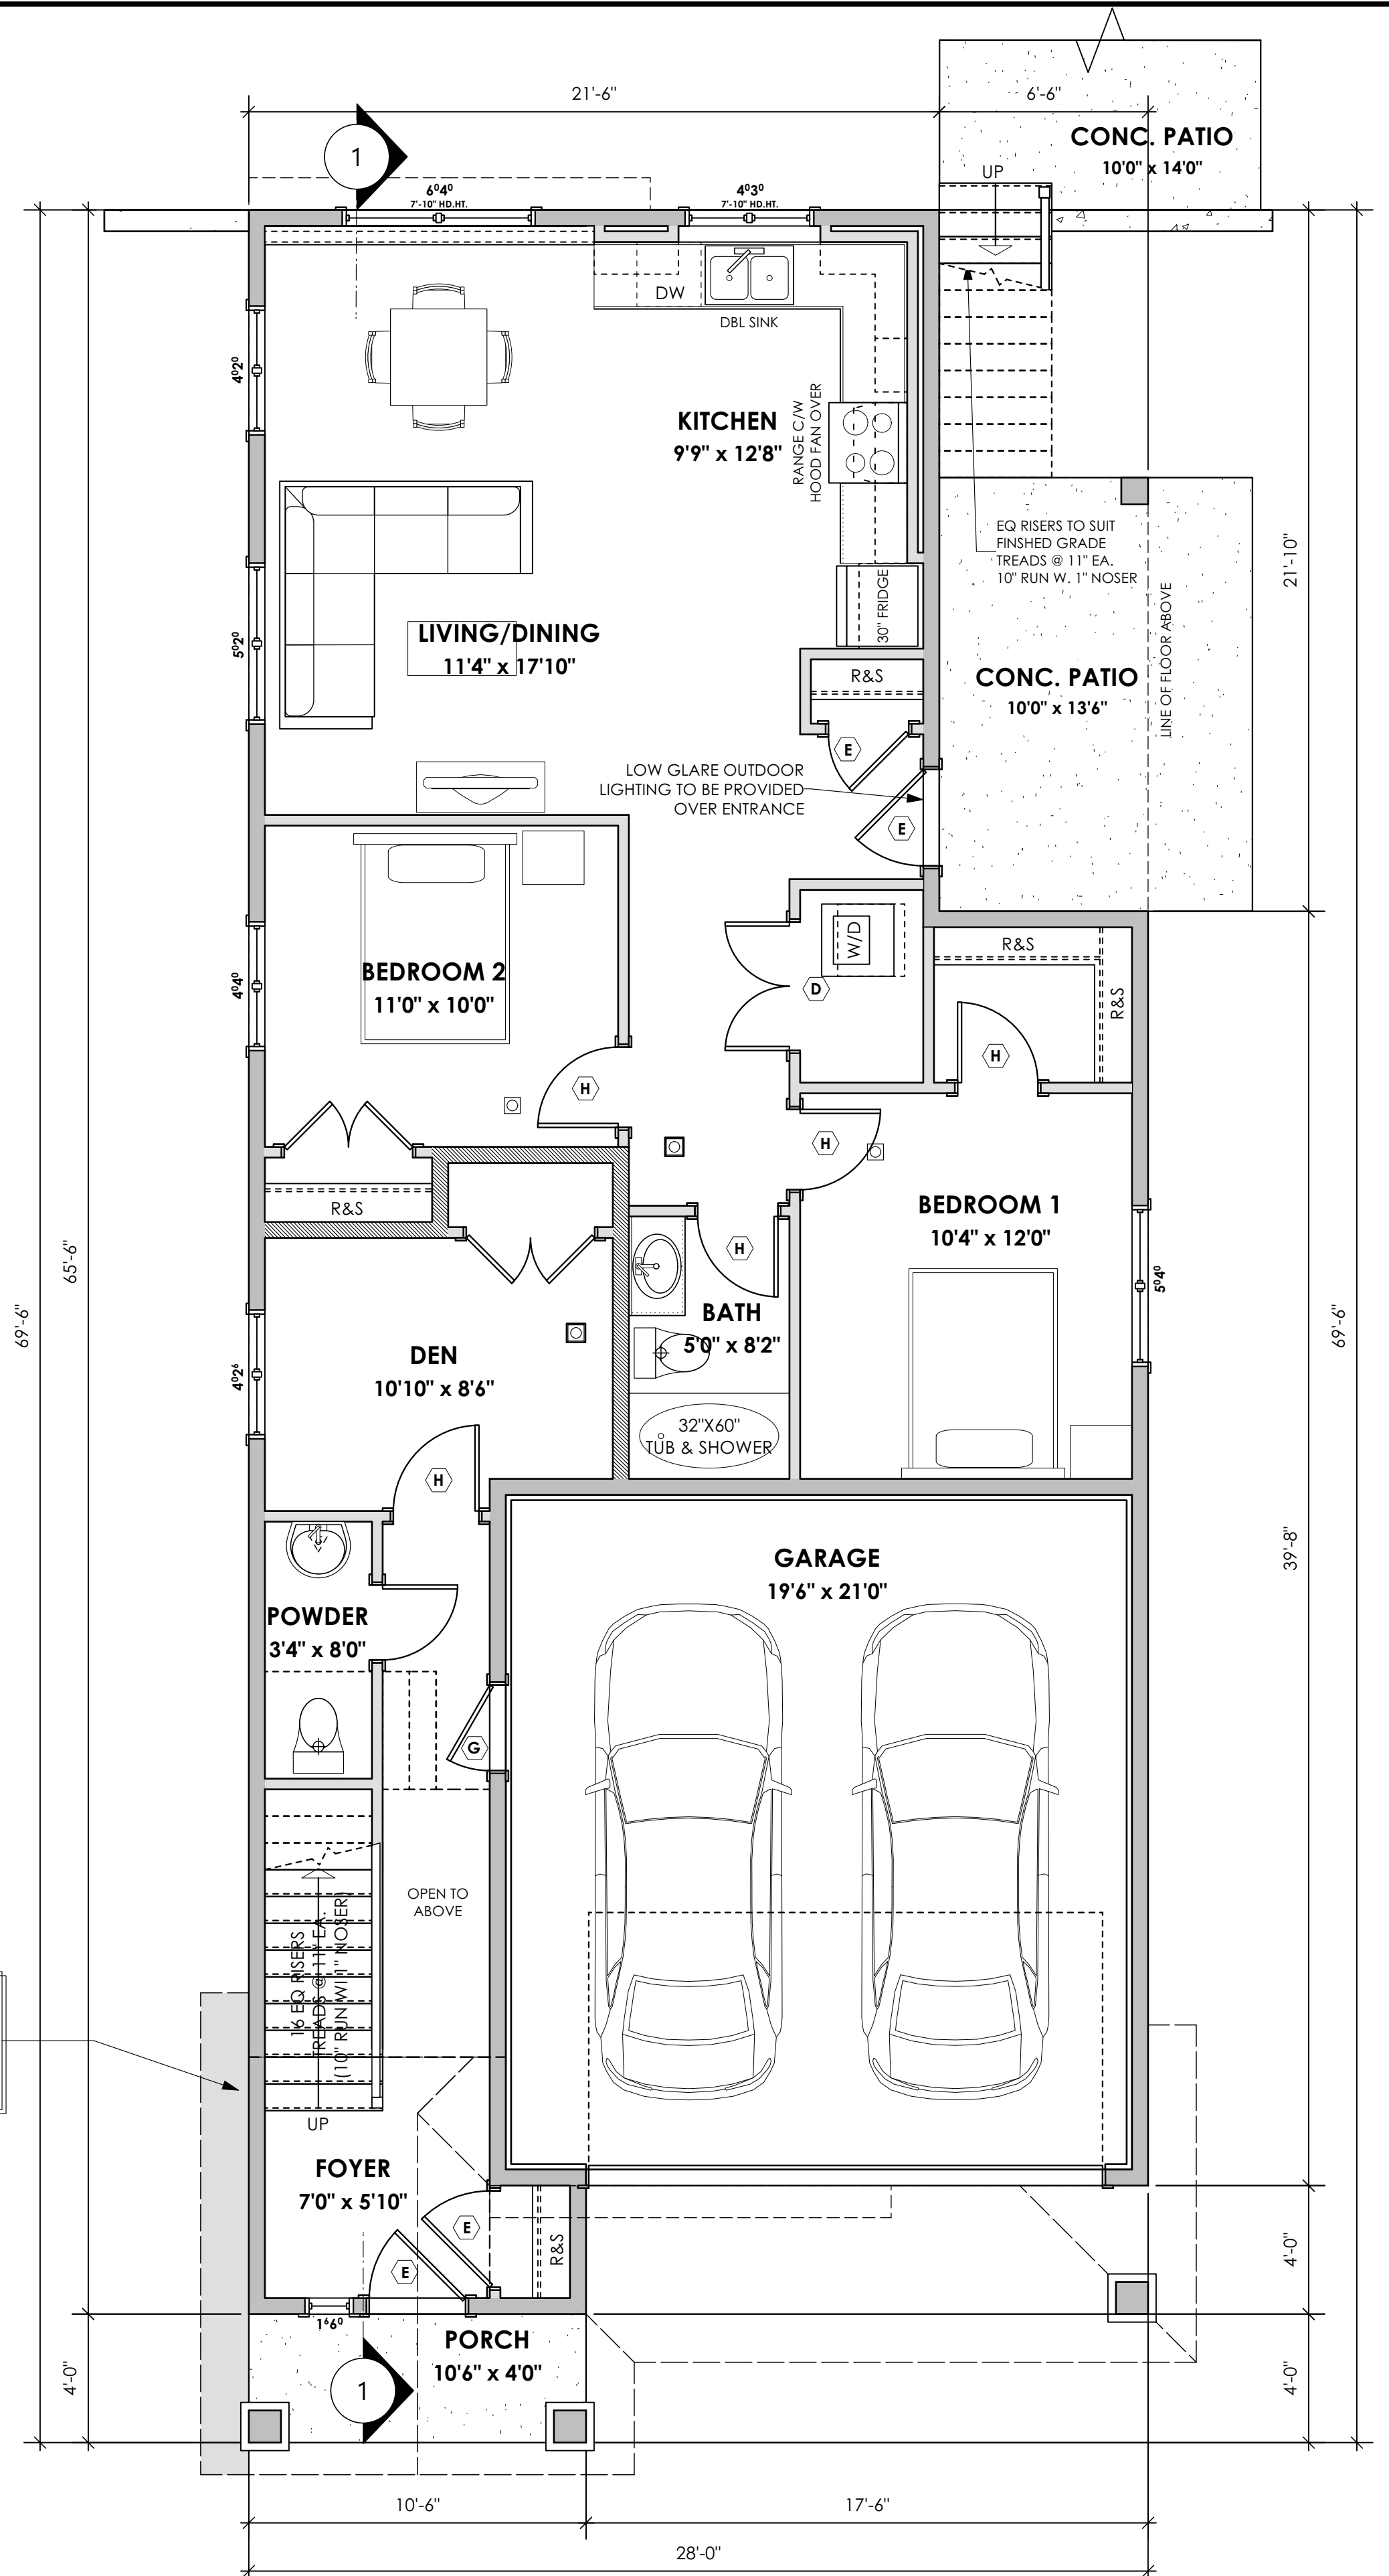 21'-6"
6'-6"
CONC. PATIO
10'0" x 14'0"
1
UP
6⁰4⁰
7'-10" HD.HT.
4⁰3⁰
7'-10" HD.HT.
DW
DBL SINK
4⁰2⁰
KITCHEN
9'9" x 12'8"
RANGE C/W
HOOD FAN OVER
EQ RISERS TO SUIT
FINSHED GRADE
TREADS @ 11" EA.
10" RUN W. 1" NOSER
21'-10"
30" FRIDGE
5⁰2⁰
LIVING/DINING
11'4" x 17'10"
R&S
CONC. PATIO
10'0" x 13'6"
LINE OF FLOOR ABOVE
E
LOW GLARE OUTDOOR
LIGHTING TO BE PROVIDED
OVER ENTRANCE
E
W/D
R&S
R&S
4⁰4⁰
BEDROOM 2
11'0" x 10'0"
D
H
H
H
R&S
BEDROOM 1
10'4" x 12'0"
H
65'-6"
69'-6"
5⁰4⁰
69'-6"
BATH
5'0" x 8'2"
DEN
10'10" x 8'6"
4⁰2⁶
32"X60"
TUB & SHOWER
H
GARAGE
19'6" x 21'0"
39'-8"
POWDER
3'4" x 8'0"
G
OPEN TO
ABOVE
16 EQ RISERS
TREADS @ 11" EA.
(10" RUN W/ 1" NOSER)
UP
FOYER
7'0" x 5'10"
E
R&S
E
4'-0"
1⁶6⁰
PORCH
10'6" x 4'0"
1
4'-0"
4'-0"
10'-6"
17'-6"
28'-0"